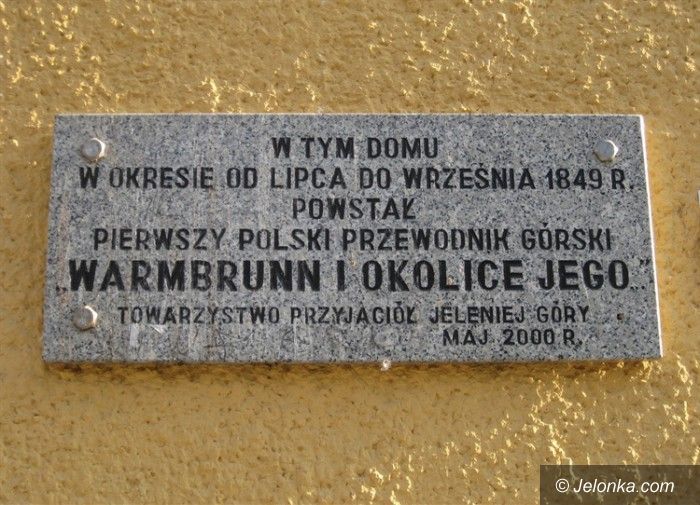 W TYM DOMU
W OKRESIE OD LIPCA DO WRZEŚNIA 1849 R.
POWSTAŁ
PIERWSZY POLSKI PRZEWODNIK GÓRSKI
„WARMBRUNN I OKOLICE JEGO..."
TOWARZYSTWO PRZYJACIÓŁ JELENIEJ GÓRY
MAJ 2000 R.
© Jelonka.com